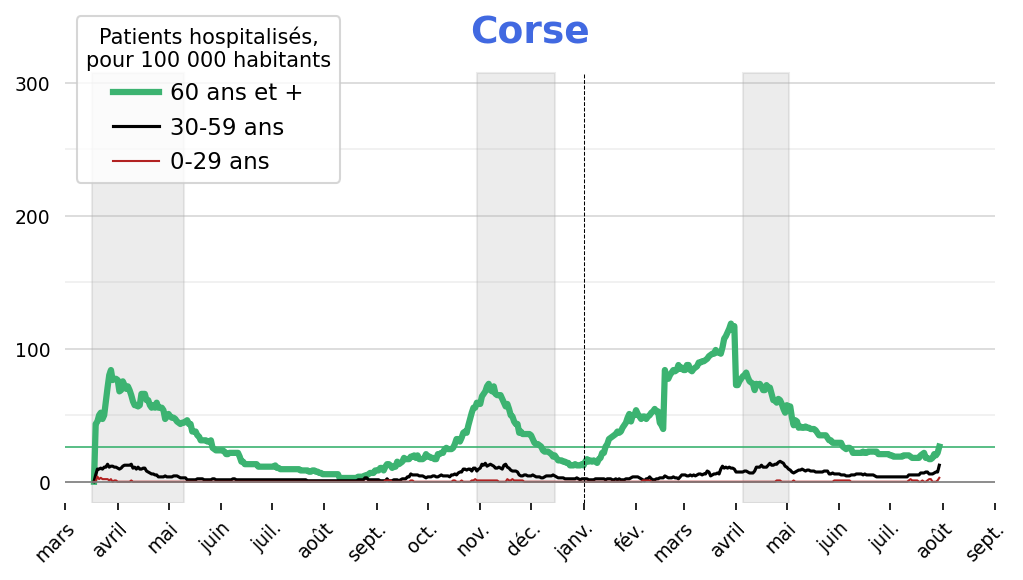 Corse
Patients hospitalisés,
pour 100 000 habitants
60 ans et +
30-59 ans
0-29 ans
300
200
100
0
mars avril mai juin juil. août sept. oct. nov. déc. janv. fév. mars avril mai juin juil. août sept.